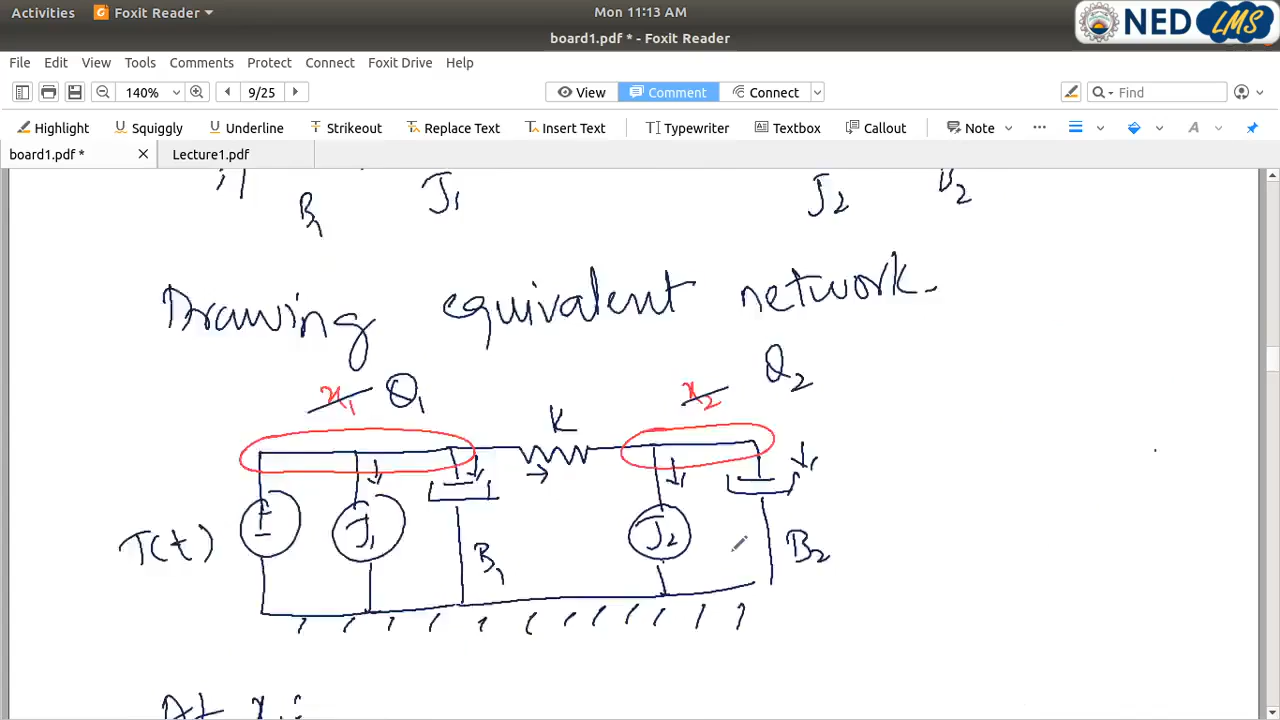 Activities Foxit Reader Mon 11:13 AM
board1.pdf * - Foxit Reader
NED LMS
File Edit View Tools Comments Protect Connect Foxit Drive Help
140% 9/25 View Comment Connect Find
Highlight Squiggly Underline Strikeout Replace Text Insert Text Typewriter Textbox Callout Note A
board1.pdf * Lecture1.pdf
B1 J1 J2 B2
Drawing equivalent network.
x1 θ1 K x2 θ2
T(t) J1 B1 J2 B2
At x1: